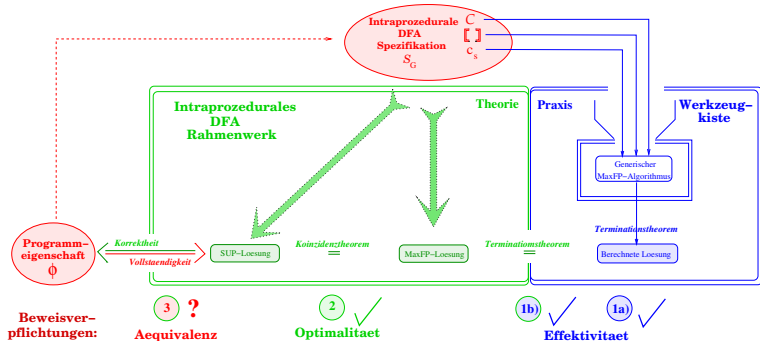 Intraprozedurale
DFA
Spezifikation
S_G
C
⟦ ⟧
c_s
Intraprozedurales
DFA
Rahmenwerk
Theorie
Praxis
Werkzeug-
kiste
Generischer
MaxFP-Algorithmus
Terminationstheorem
Programm-
eigenschaft
ϕ
Korrektheit
Vollstaendigkeit
SUP-Loesung
Koinzidenztheorem
=
MaxFP-Loesung
Terminationstheorem
=
Berechnete Loesung
Beweisver-
pflichtungen:
3 ?
Aequivalenz
2
Optimalitaet
1b)
1a)
Effektivitaet